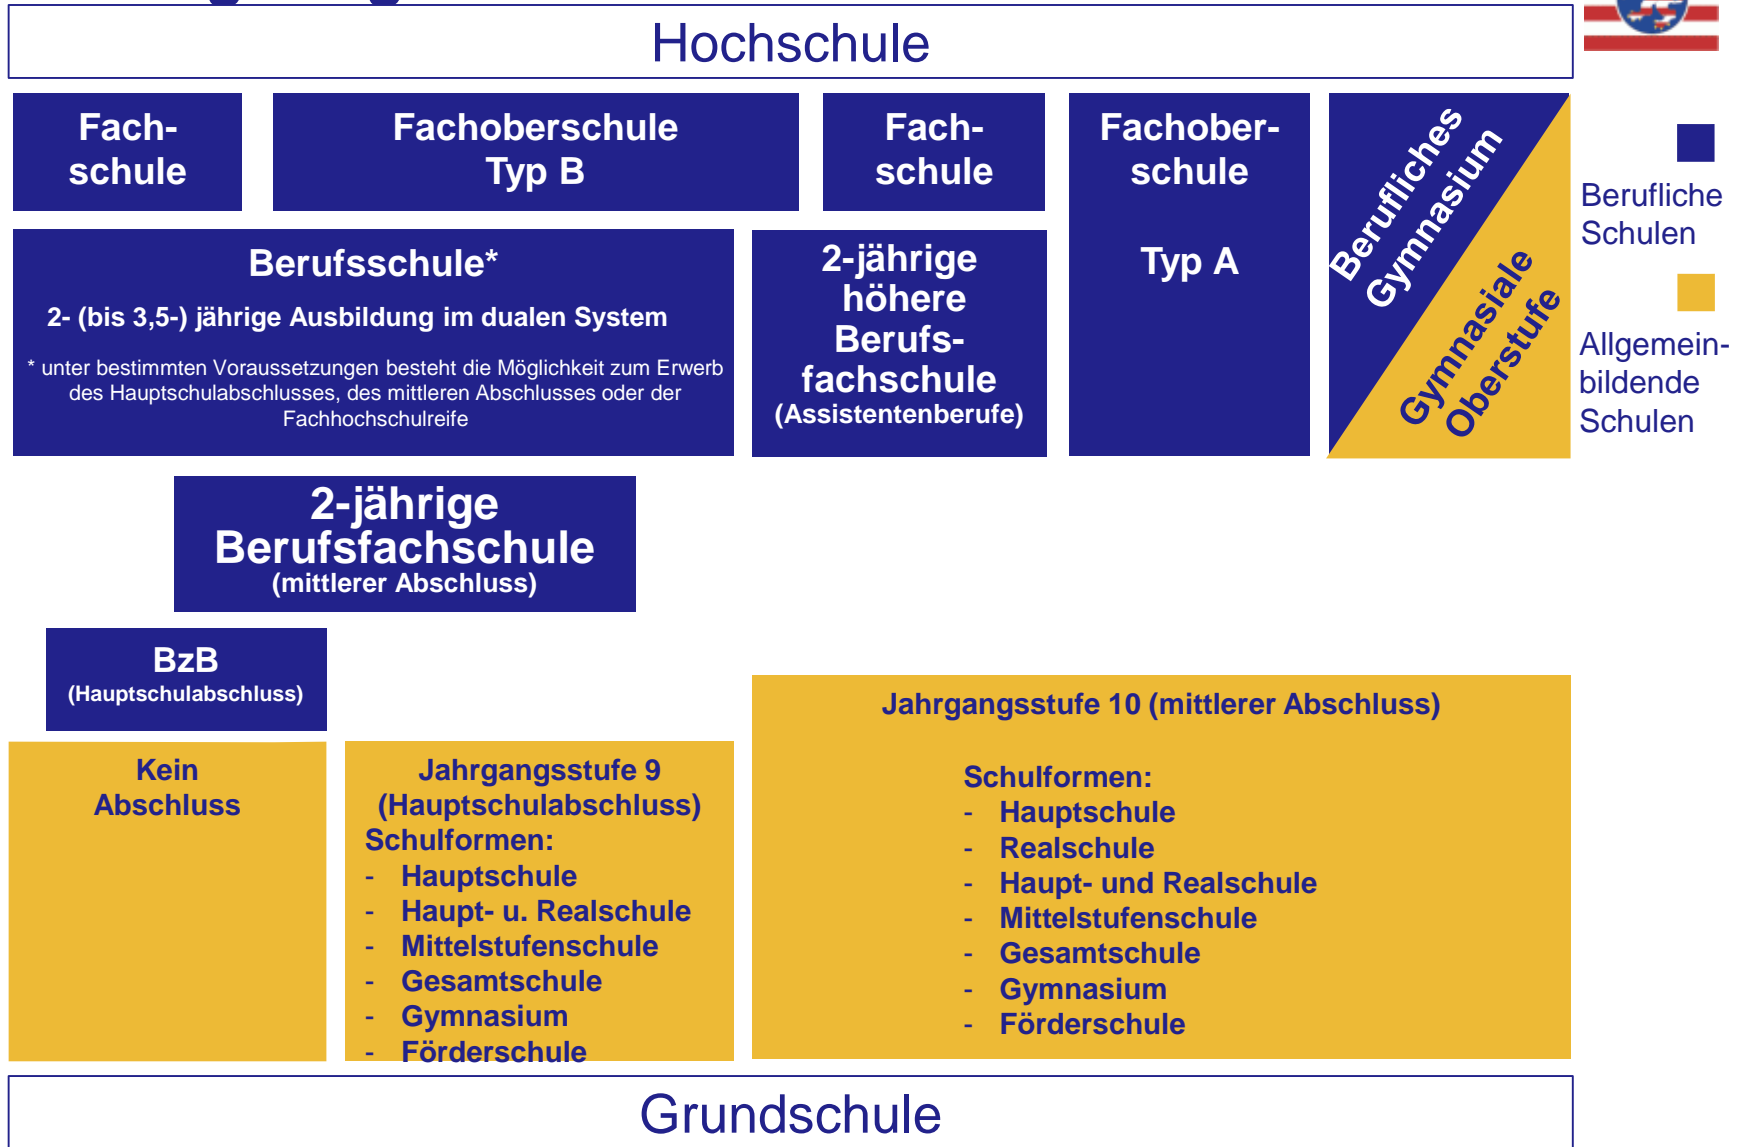 Hochschule
Fach-
schule
Fachoberschule
Typ B
Fach-
schule
Fachober-
schule
Typ A
Berufliches
Gymnasium
Gymnasiale
Oberstufe
Berufliche
Schulen
Allgemein-
bildende
Schulen
Berufsschule*
2- (bis 3,5-) jährige Ausbildung im dualen System
* unter bestimmten Voraussetzungen besteht die Möglichkeit zum Erwerb
des Hauptschulabschlusses, des mittleren Abschlusses oder der
Fachhochschulreife
2-jährige
höhere
Berufs-
fachschule
(Assistentenberufe)
2-jährige
Berufsfachschule
(mittlerer Abschluss)
BzB
(Hauptschulabschluss)
Kein
Abschluss
Jahrgangsstufe 9
(Hauptschulabschluss)
Schulformen:
- Hauptschule
- Haupt- u. Realschule
- Mittelstufenschule
- Gesamtschule
- Gymnasium
- Förderschule
Jahrgangsstufe 10 (mittlerer Abschluss)
Schulformen:
- Hauptschule
- Realschule
- Haupt- und Realschule
- Mittelstufenschule
- Gesamtschule
- Gymnasium
- Förderschule
Grundschule